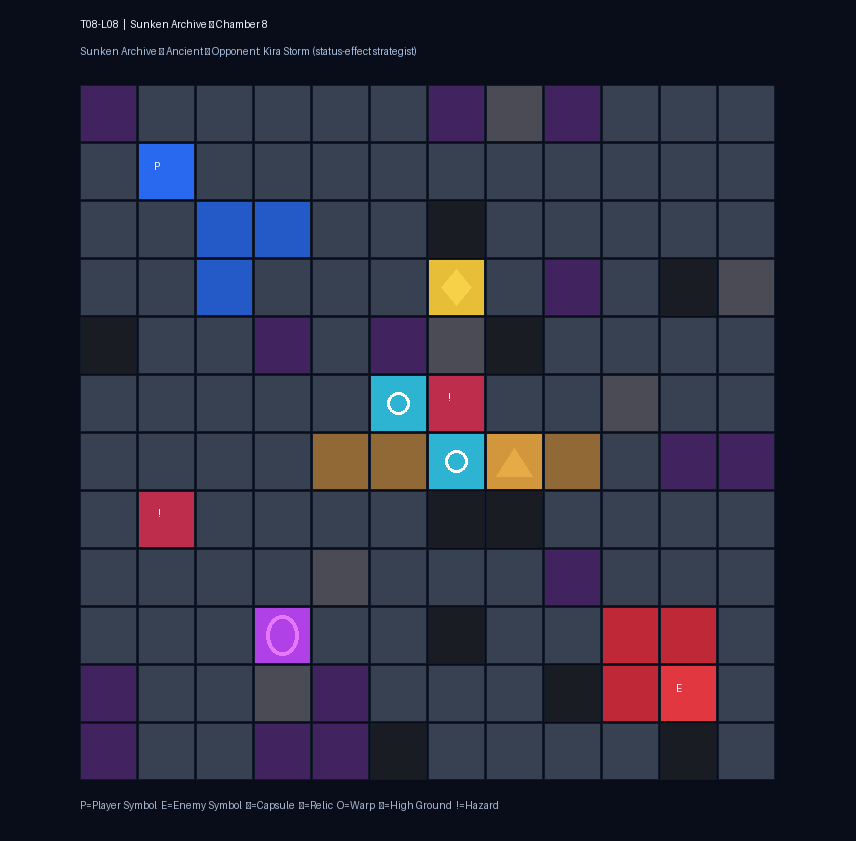 T08-L08 | Sunken Archive □ Chamber 8
Sunken Archive □ Ancient □ Opponent: Kira Storm (status-effect strategist)
P
!
!
E
P=Player Symbol E=Enemy Symbol □=Capsule □=Relic O=Warp □=High Ground !=Hazard